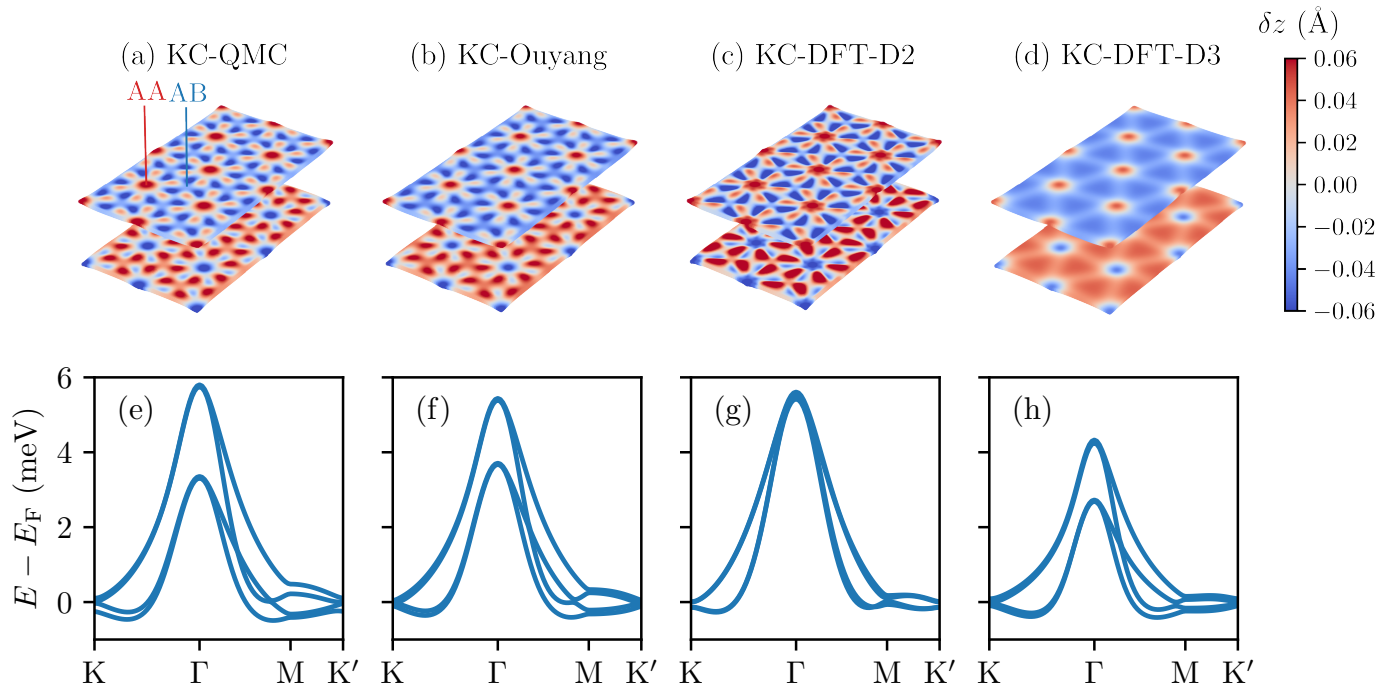 (a) KC-QMC
(b) KC-Ouyang
(c) KC-DFT-D2
(d) KC-DFT-D3
δz (Å)
AA AB
0.06
0.04
0.02
0.00
−0.02
−0.04
−0.06
E − E_F (meV)
6
4
2
0
(e)
(f)
(g)
(h)
K Γ M K′
K Γ M K′
K Γ M K′
K Γ M K′